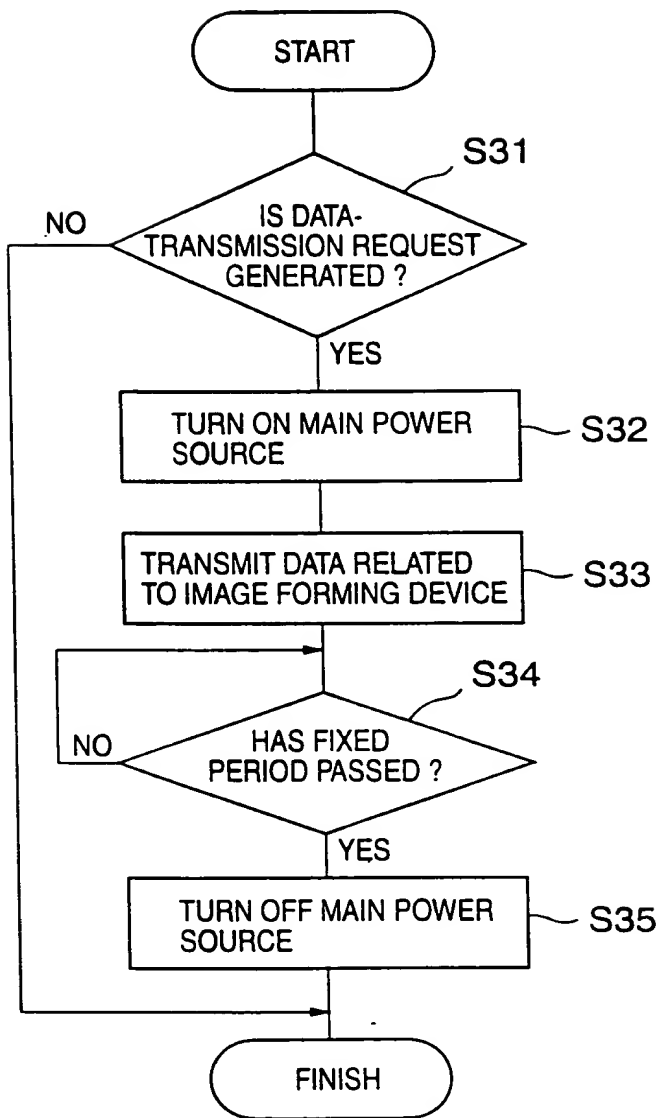 START
S31
NO
IS DATA-
TRANSMISSION REQUEST
GENERATED ?
YES
TURN ON MAIN POWER
SOURCE
S32
TRANSMIT DATA RELATED
TO IMAGE FORMING DEVICE
S33
S34
NO
HAS FIXED
PERIOD PASSED ?
YES
TURN OFF MAIN POWER
SOURCE
S35
FINISH